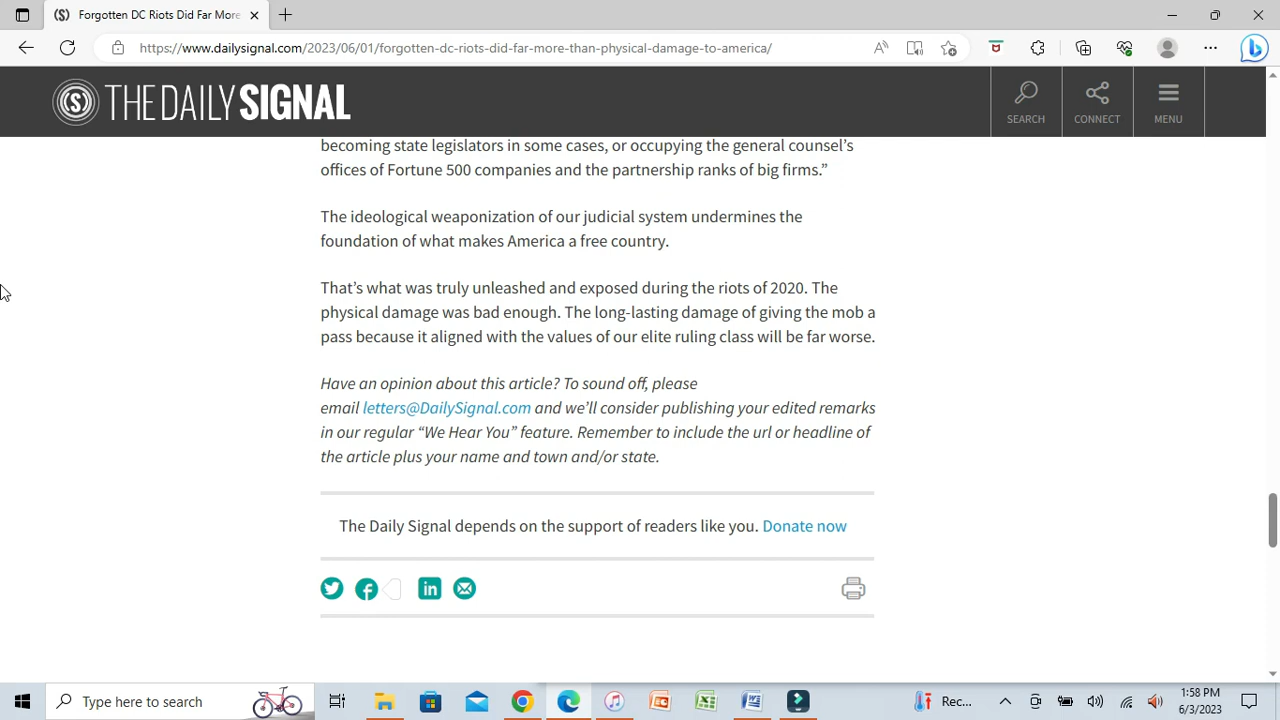 Forgotten DC Riots Did Far More
https://www.dailysignal.com/2023/06/01/forgotten-dc-riots-did-far-more-than-physical-damage-to-america/
THE DAILY SIGNAL
SEARCH
CONNECT
MENU
becoming state legislators in some cases, or occupying the general counsel's
offices of Fortune 500 companies and the partnership ranks of big firms.”
The ideological weaponization of our judicial system undermines the
foundation of what makes America a free country.
That’s what was truly unleashed and exposed during the riots of 2020. The
physical damage was bad enough. The long-lasting damage of giving the mob a
pass because it aligned with the values of our elite ruling class will be far worse.
Have an opinion about this article? To sound off, please
email letters@DailySignal.com and we’ll consider publishing your edited remarks
in our regular “We Hear You” feature. Remember to include the url or headline of
the article plus your name and town and/or state.
The Daily Signal depends on the support of readers like you. Donate now
Type here to search
Rec...
1:58 PM
6/3/2023